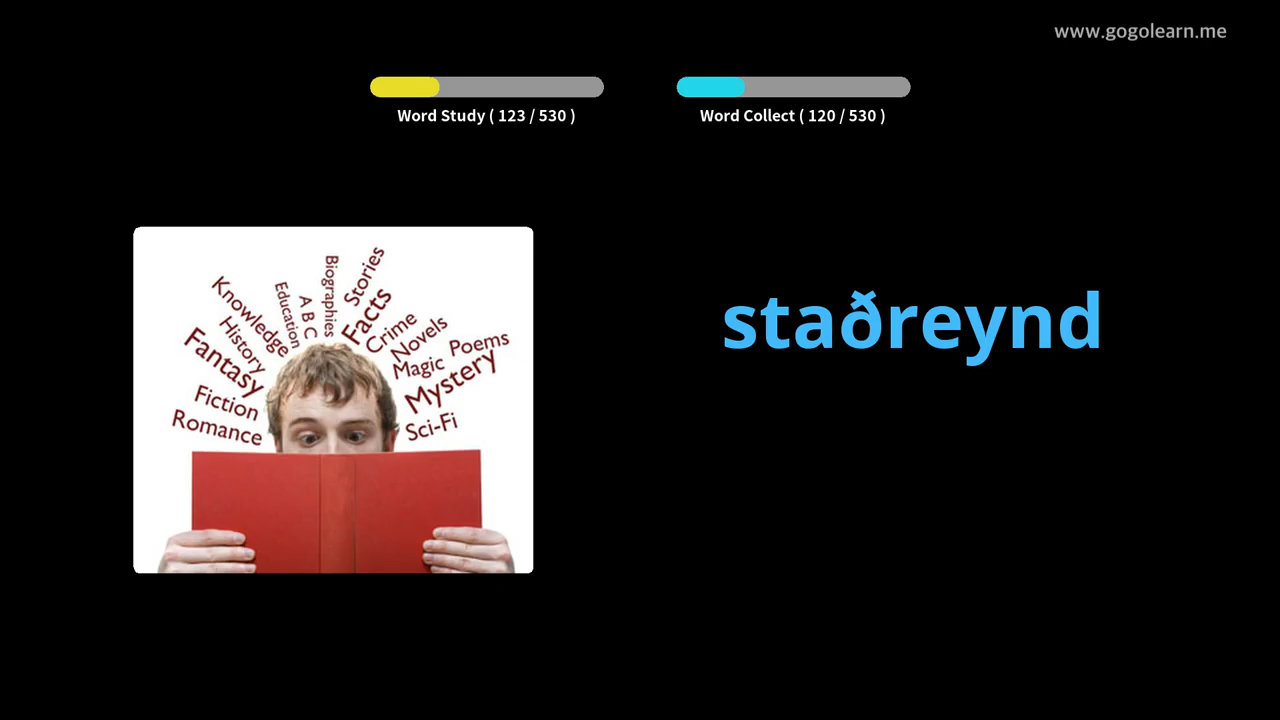 www.gogolearn.me
Word Study ( 123 / 530 )
Word Collect ( 120 / 530 )
Biographies
Stories
Education
A B C
Facts
Knowledge
Crime
History
Novels
Fantasy
Magic
Poems
Mystery
Fiction
Romance
Sci-Fi
staðreynd